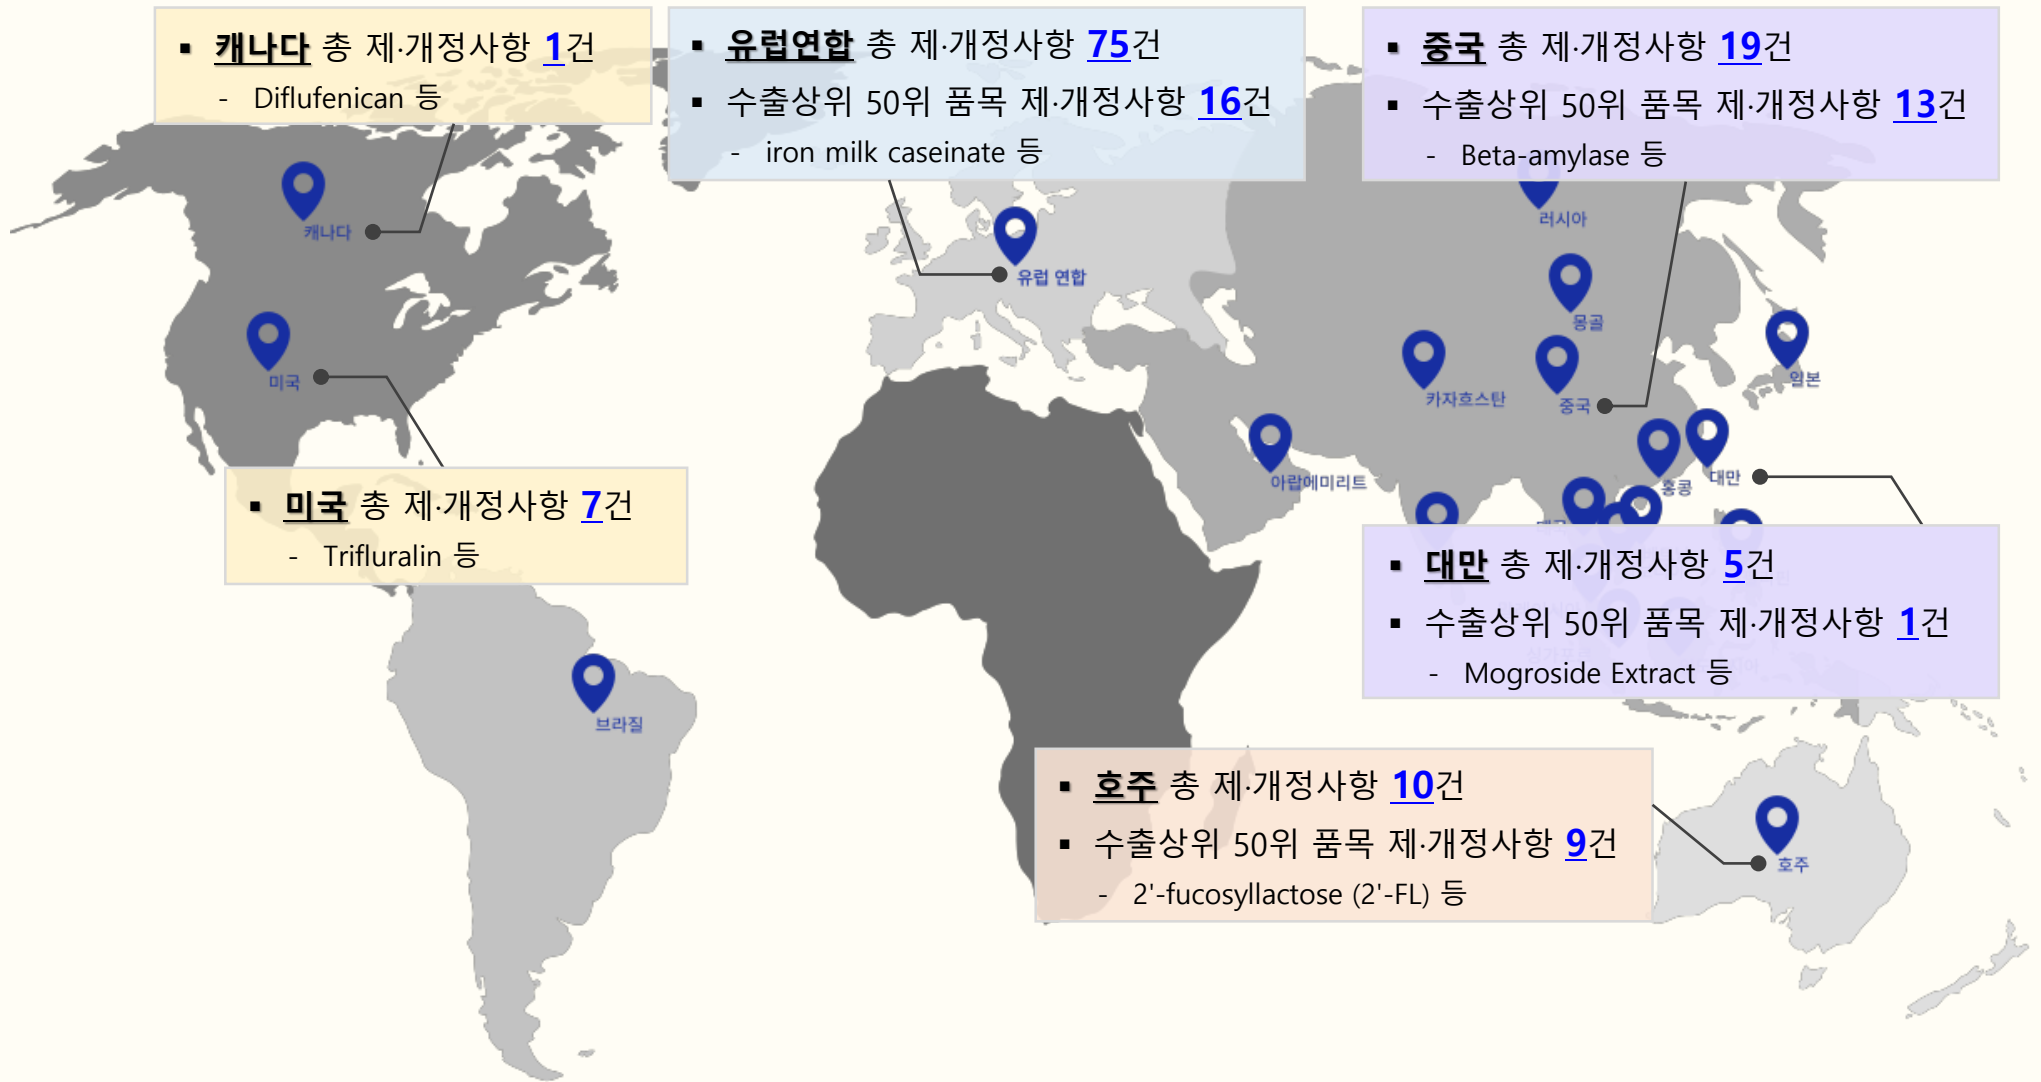 ▪ 캐나다 총 제·개정사항 1건
- Diflufenican 등
▪ 유럽연합 총 제·개정사항 75건
▪ 수출상위 50위 품목 제·개정사항 16건
- iron milk caseinate 등
▪ 중국 총 제·개정사항 19건
▪ 수출상위 50위 품목 제·개정사항 13건
- Beta-amylase 등
캐나다
러시아
유럽 연합
몽골
미국
일본
카자흐스탄
중국
아랍에미리트
홍콩
대만
▪ 미국 총 제·개정사항 7건
- Trifluralin 등
▪ 대만 총 제·개정사항 5건
▪ 수출상위 50위 품목 제·개정사항 1건
- Mogroside Extract 등
브라질
▪ 호주 총 제·개정사항 10건
▪ 수출상위 50위 품목 제·개정사항 9건
- 2'-fucosyllactose (2'-FL) 등
호주